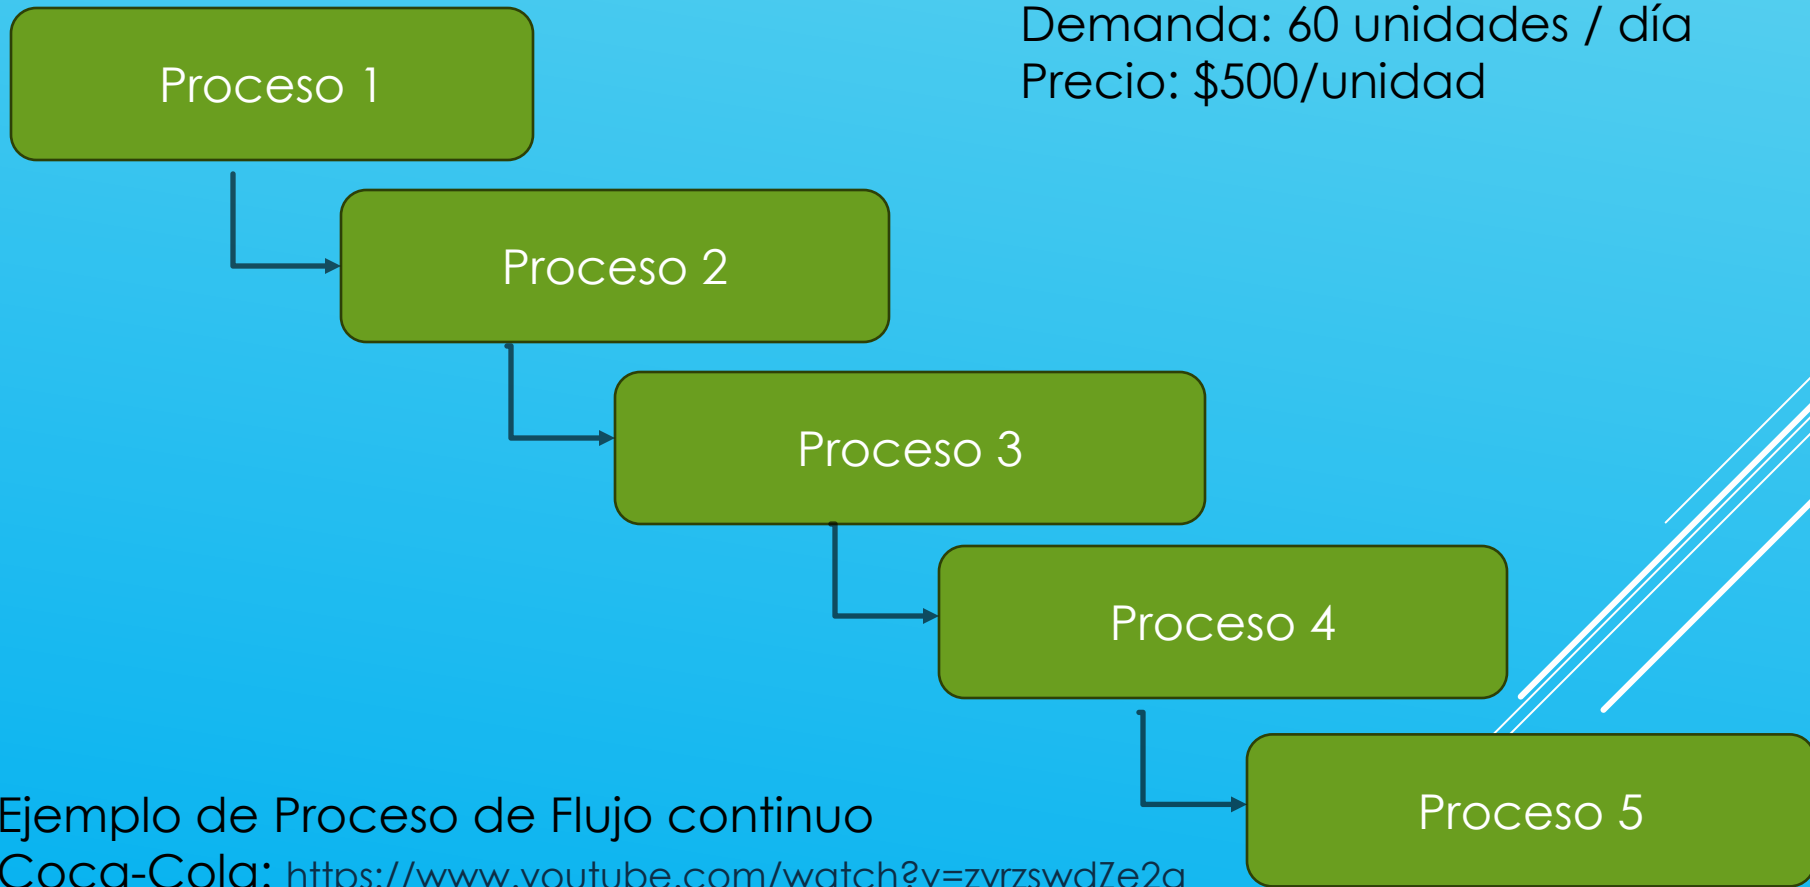 Demanda: 60 unidades / día
Precio: $500/unidad
Proceso 1
Proceso 2
Proceso 3
Proceso 4
Proceso 5
Ejemplo de Proceso de Flujo continuo
Coca-Cola: https://www.youtube.com/watch?v=zyrzswdZe2g